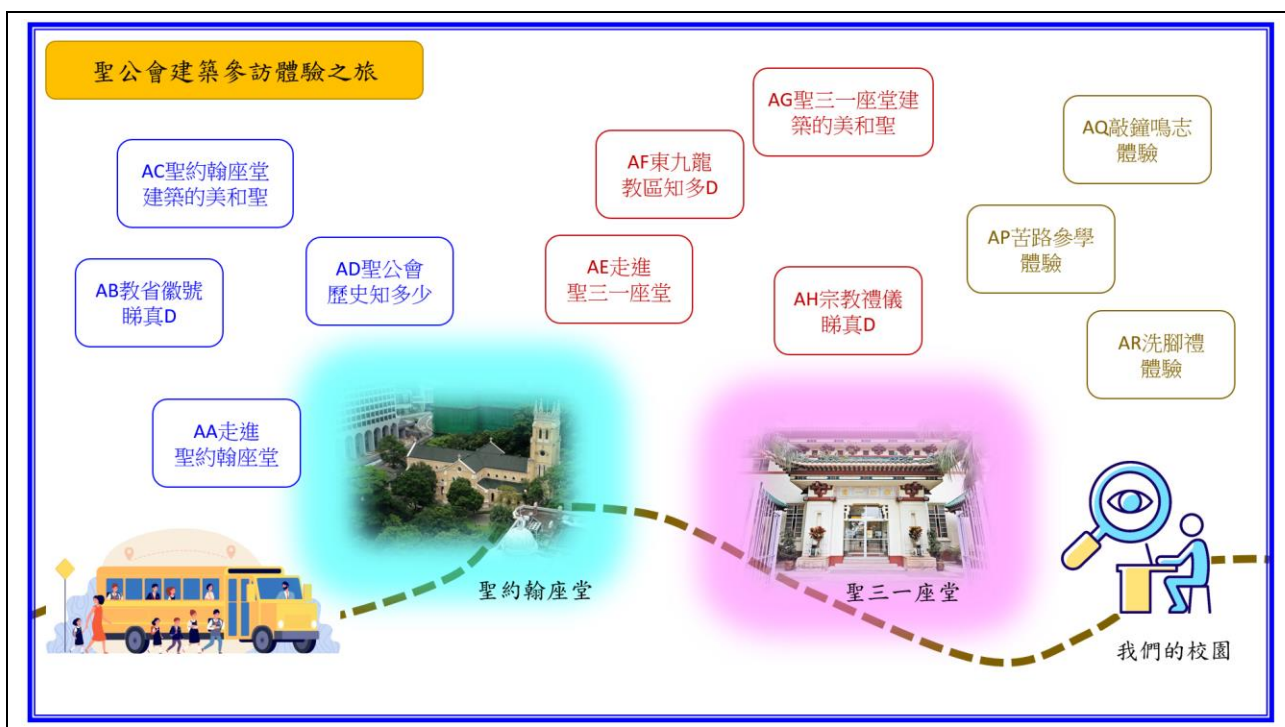 聖公會建築參訪體驗之旅
AC聖約翰座堂
建築的美和聖
AB教省徽號
睇真D
AD聖公會
歷史知多少
AA走進
聖約翰座堂
AG聖三一座堂建
築的美和聖
AF東九龍
教區知多D
AE走進
聖三一座堂
AH宗教禮儀
睇真D
AQ敲鐘鳴志
體驗
AP苦路參學
體驗
AR洗腳禮
體驗
聖約翰座堂
聖三一座堂
我們的校園